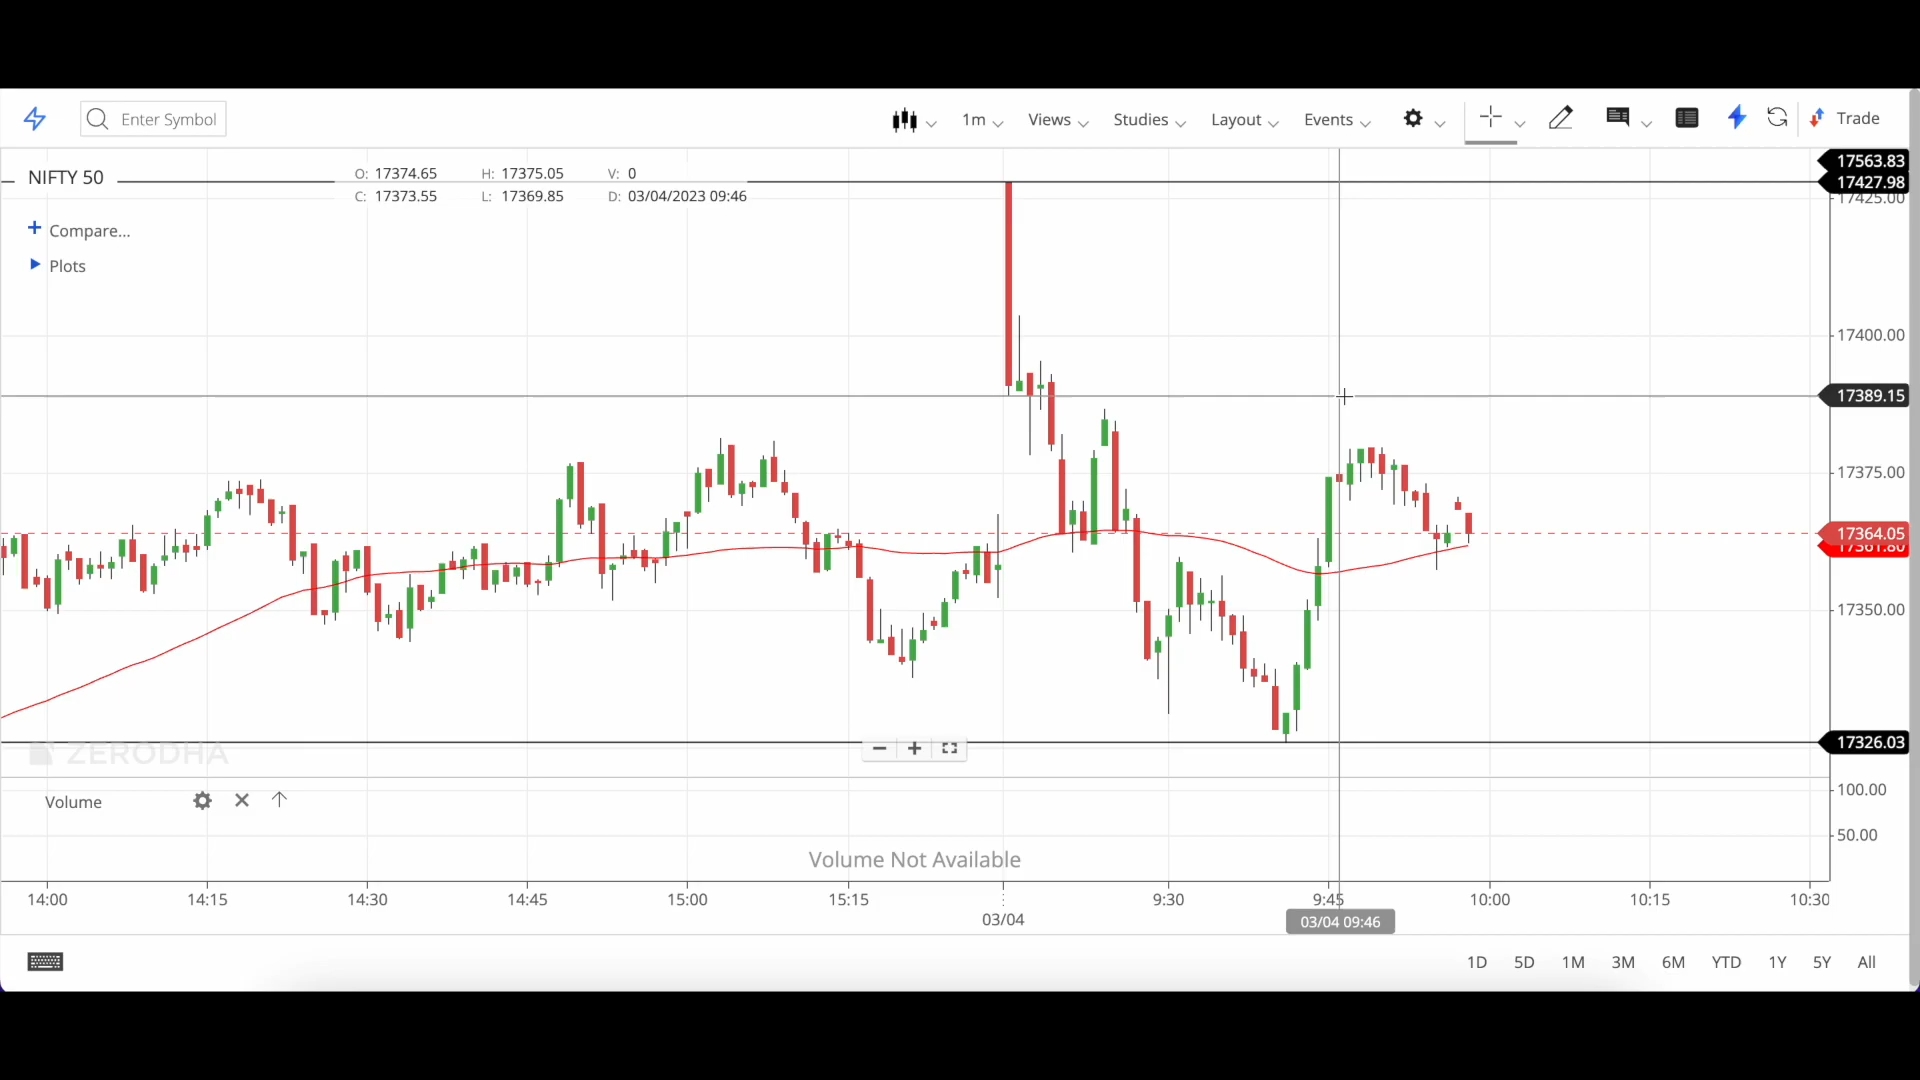 Enter Symbol 1m Views Studies Layout Events Trade
NIFTY 50
O: 17374.65 H: 17375.05 V: 0
C: 17373.55 L: 17369.85 D: 03/04/2023 09:46
+ Compare...
Plots
17563.83
17427.98
17425.00
17400.00
17389.15
17375.00
17364.05
17361.80
17350.00
17326.03
ZERODHA
Volume
100.00
50.00
Volume Not Available
14:00 14:15 14:30 14:45 15:00 15:15 9:30 9:45 10:00 10:15 10:30
03/04
03/04 09:46
1D 5D 1M 3M 6M YTD 1Y 5Y All